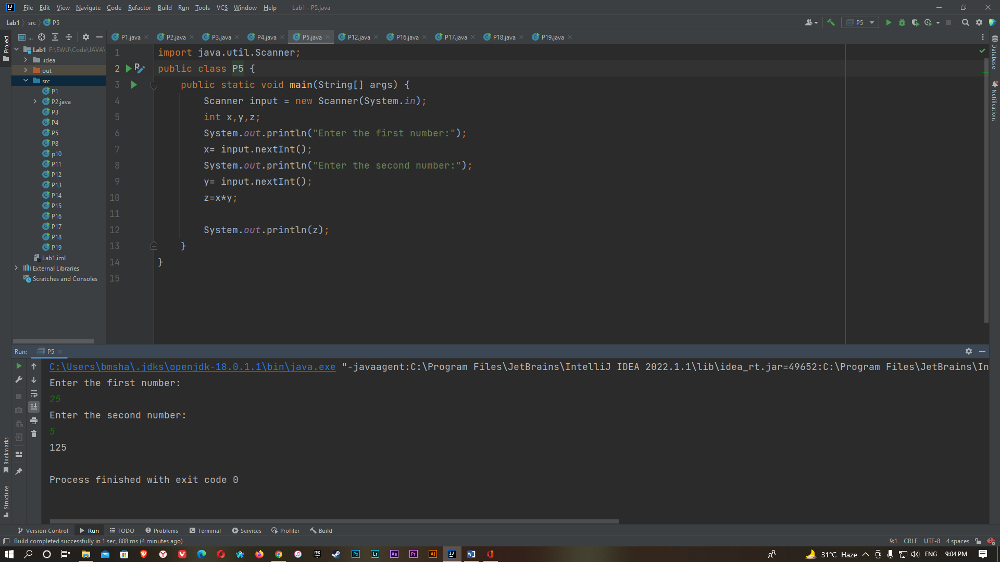 File Edit View Navigate Code Refactor Build Run Tools VCS Window Help Lab1 - P5.java
Lab1 src P5
P5
Project
...
P1.java P2.java P3.java P4.java P5.java P12.java P16.java P17.java P18.java P19.java
Lab1 F:\EWU\Code\JAVA\
.idea
out
src
P1
P2.java
P3
P4
P5
P8
p10
P11
P12
P13
P14
P15
P16
P17
P18
P19
Lab1.iml
External Libraries
Scratches and Consoles
1 import java.util.Scanner;
2 public class P5 {
3 public static void main(String[] args) {
4 Scanner input = new Scanner(System.in);
5 int x,y,z;
6 System.out.println("Enter the first number:");
7 x= input.nextInt();
8 System.out.println("Enter the second number:");
9 y= input.nextInt();
10 z=x*y;
11
12 System.out.println(z);
13 }
14 }
15
Database
Notifications
Run: P5
C:\Users\bmsha\.jdks\openjdk-18.0.1.1\bin\java.exe "-javaagent:C:\Program Files\JetBrains\IntelliJ IDEA 2022.1.1\lib\idea_rt.jar=49652:C:\Program Files\JetBrains\In
Enter the first number:
25
Enter the second number:
5
125
Process finished with exit code 0
Bookmarks
Structure
Version Control Run TODO Problems Terminal Services Profiler Build
Build completed successfully in 1 sec, 888 ms (4 minutes ago) 9:1 CRLF UTF-8 4 spaces
EPIC Ps Lr Ae Pr Ai IJ 31°C Haze ENG 9:04 PM